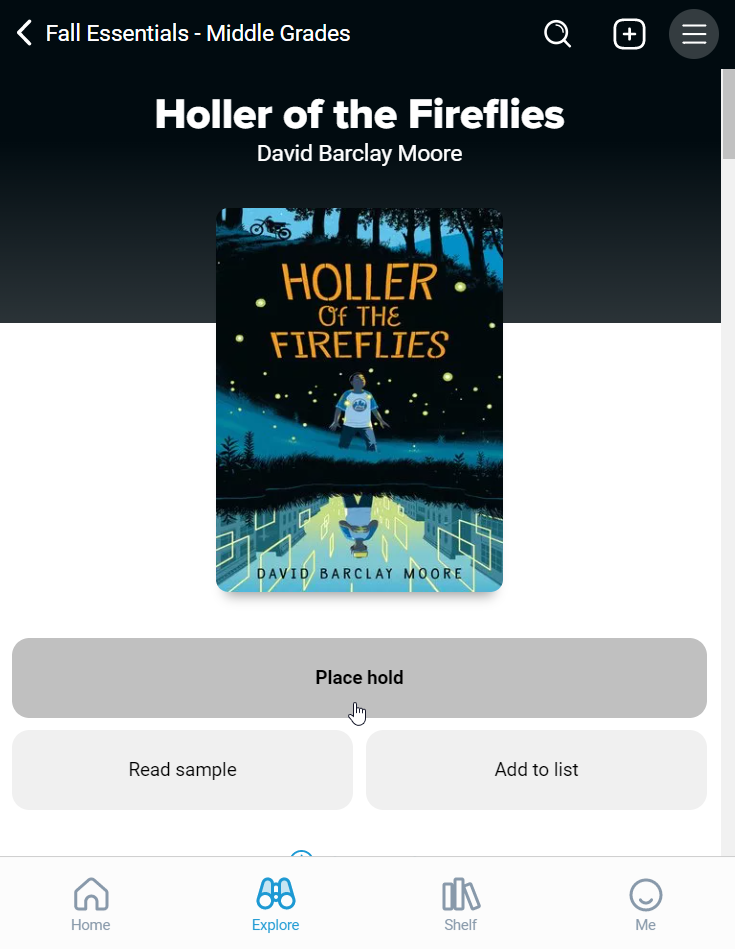 Fall Essentials - Middle Grades
Holler of the Fireflies
David Barclay Moore
HOLLER
OF THE
FIREFLIES
DAVID BARCLAY MOORE
Place hold
Read sample
Add to list
Home
Explore
Shelf
Me